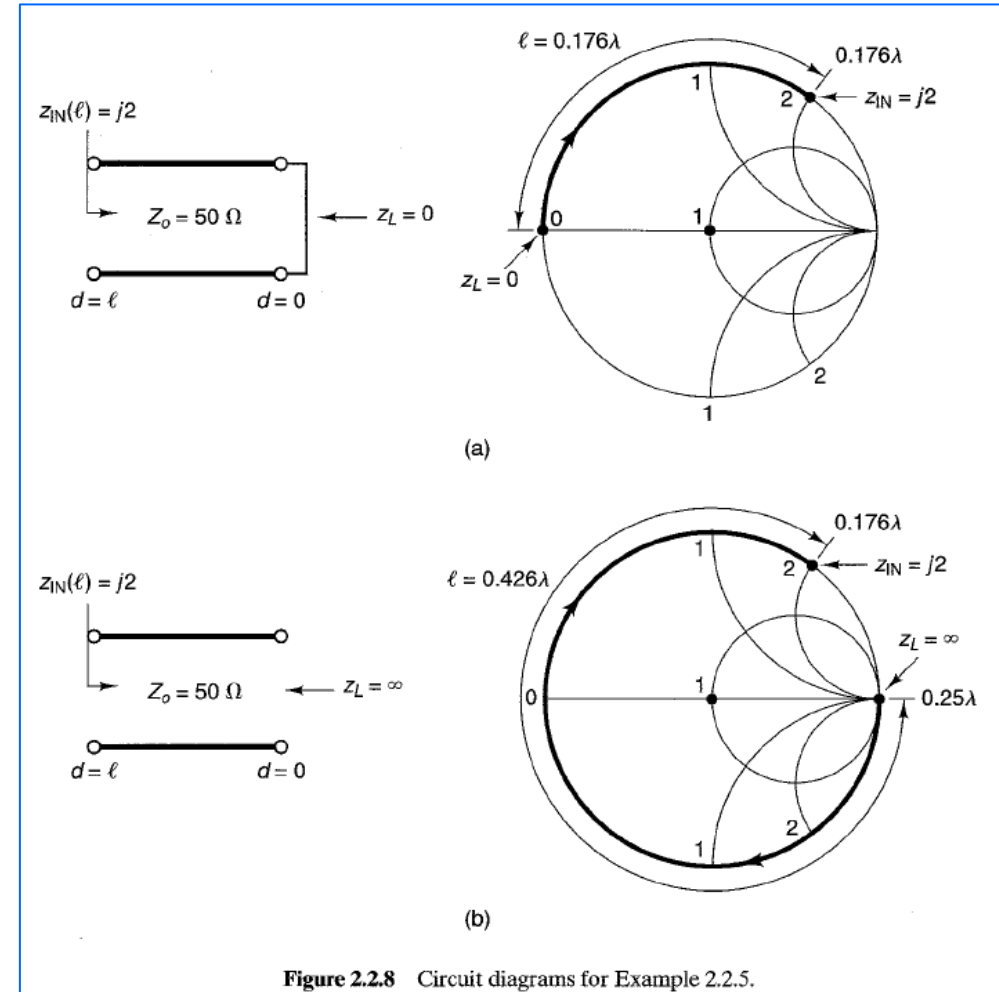 ℓ = 0.176λ
0.176λ
z_IN(ℓ) = j2
1
2
z_IN = j2
Z_o = 50 Ω
z_L = 0
0
1
z_L = 0
d = ℓ
d = 0
2
1
(a)
0.176λ
z_IN(ℓ) = j2
ℓ = 0.426λ
1
2
z_IN = j2
z_L = ∞
Z_o = 50 Ω
z_L = ∞
0
1
0.25λ
d = ℓ
d = 0
2
1
(b)
Figure 2.2.8 Circuit diagrams for Example 2.2.5.